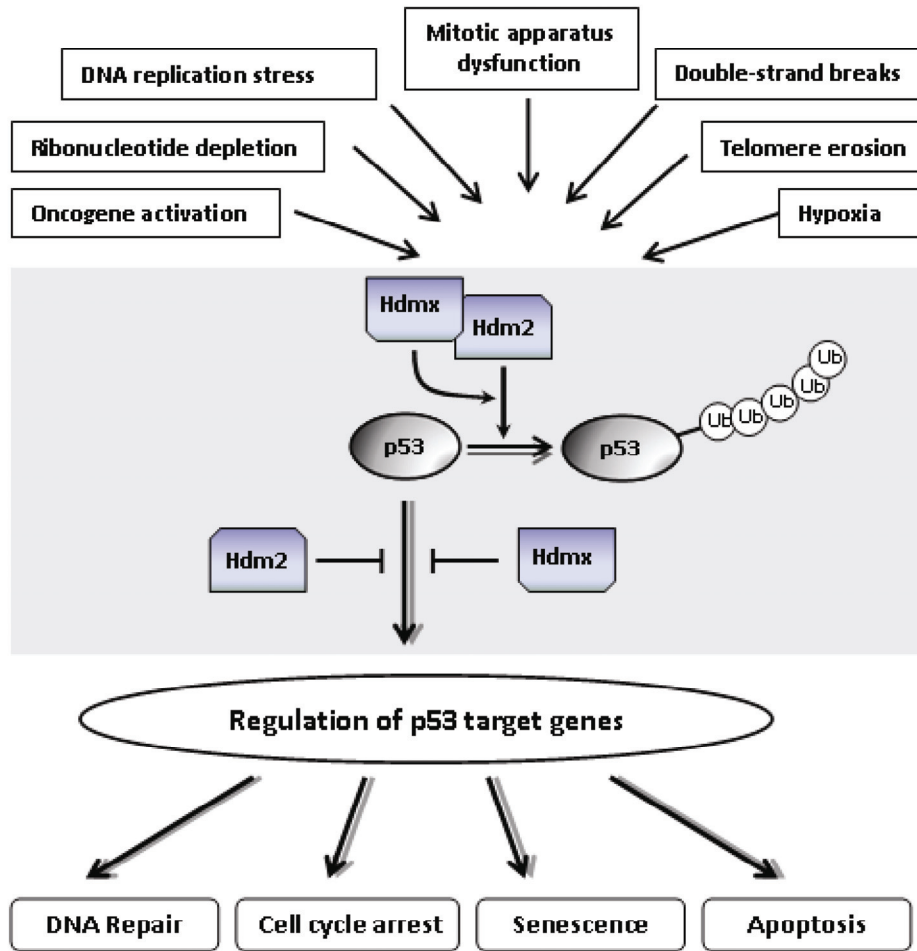 Mitotic apparatus
dysfunction
DNA replication stress
Double-strand breaks
Ribonucleotide depletion
Telomere erosion
Oncogene activation
Hypoxia
Hdmx
Hdm2
Ub
Ub
Ub
Ub
Ub
p53
p53
Hdm2
Hdmx
Regulation of p53 target genes
DNA Repair
Cell cycle arrest
Senescence
Apoptosis